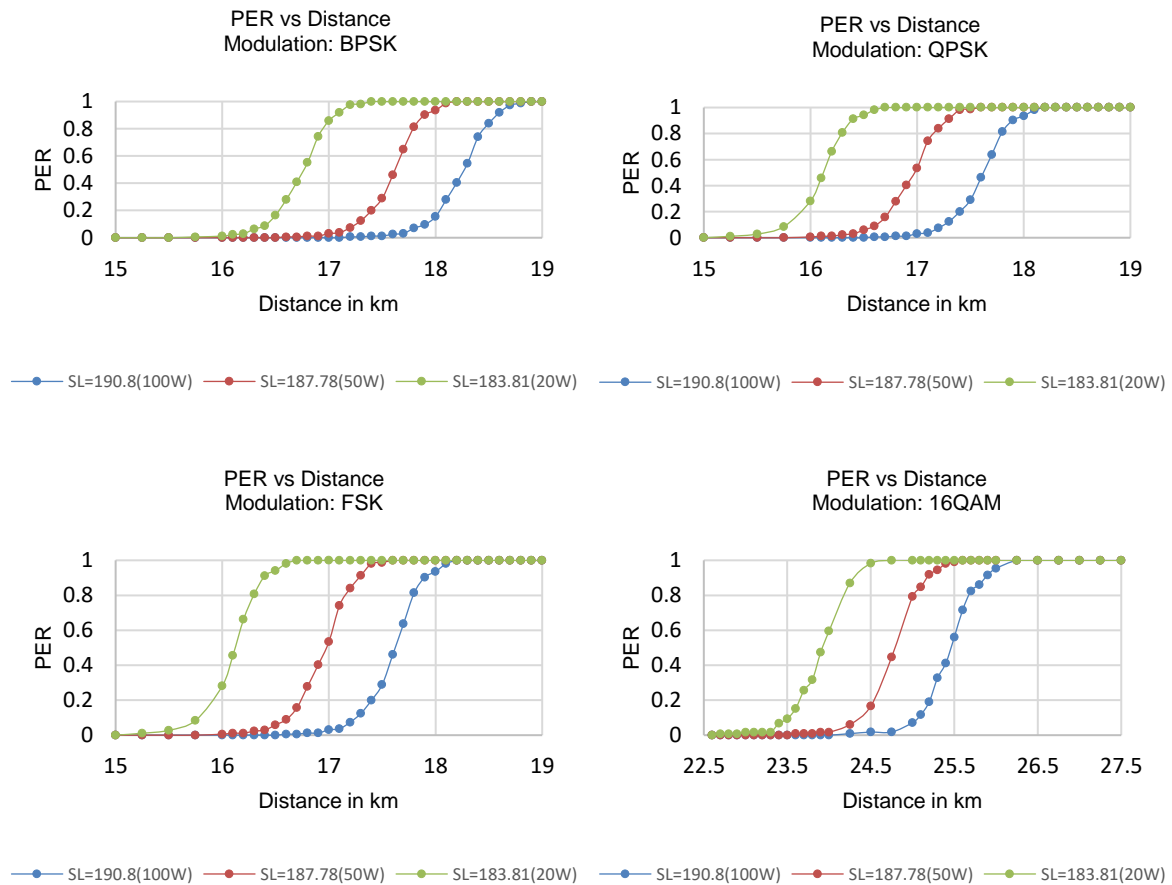 PER vs Distance
Modulation: BPSK
PER
1
0.8
0.6
0.4
0.2
0
15 16 17 18 19
Distance in km
SL=190.8(100W) SL=187.78(50W) SL=183.81(20W)
PER vs Distance
Modulation: QPSK
PER
1
0.8
0.6
0.4
0.2
0
15 16 17 18 19
Distance in km
SL=190.8(100W) SL=187.78(50W) SL=183.81(20W)
PER vs Distance
Modulation: FSK
PER
1
0.8
0.6
0.4
0.2
0
15 16 17 18 19
Distance in km
SL=190.8(100W) SL=187.78(50W) SL=183.81(20W)
PER vs Distance
Modulation: 16QAM
PER
1
0.8
0.6
0.4
0.2
0
22.5 23.5 24.5 25.5 26.5 27.5
Distance in km
SL=190.8(100W) SL=187.78(50W) SL=183.81(20W)